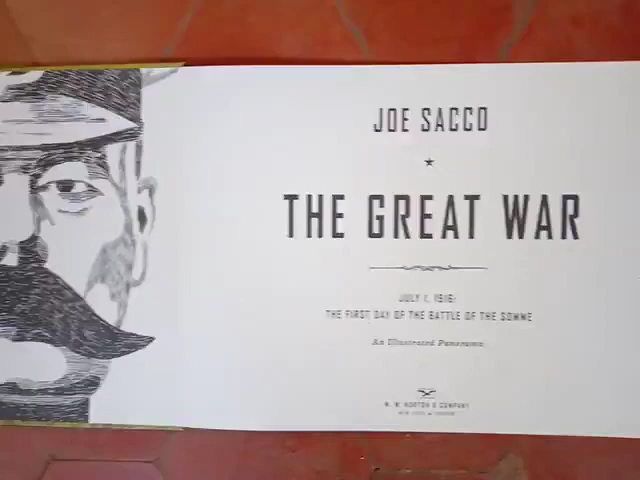 JOE SACCO
THE GREAT WAR
JULY 1, 1916:
THE FIRST DAY OF THE BATTLE OF THE SOMME
An Illustrated Panorama
W. W. NORTON & COMPANY
NEW YORK • LONDON